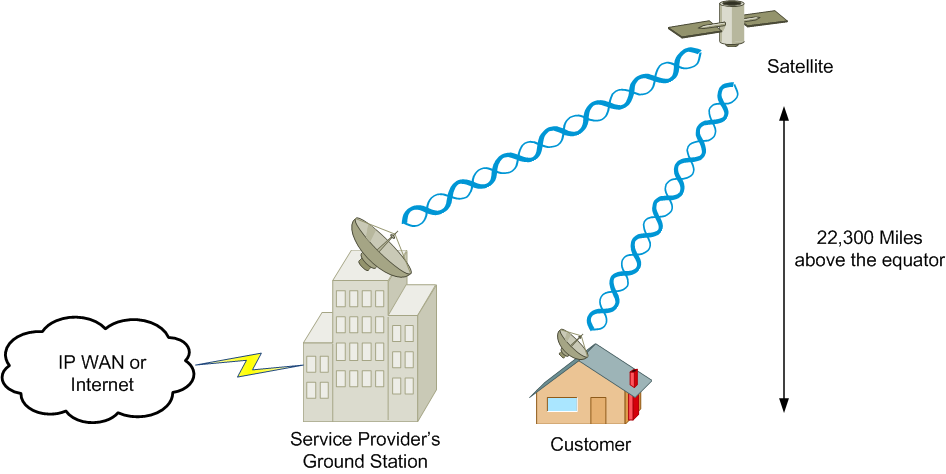 Satellite
22,300 Miles
above the equator
IP WAN or
Internet
Service Provider's
Ground Station
Customer